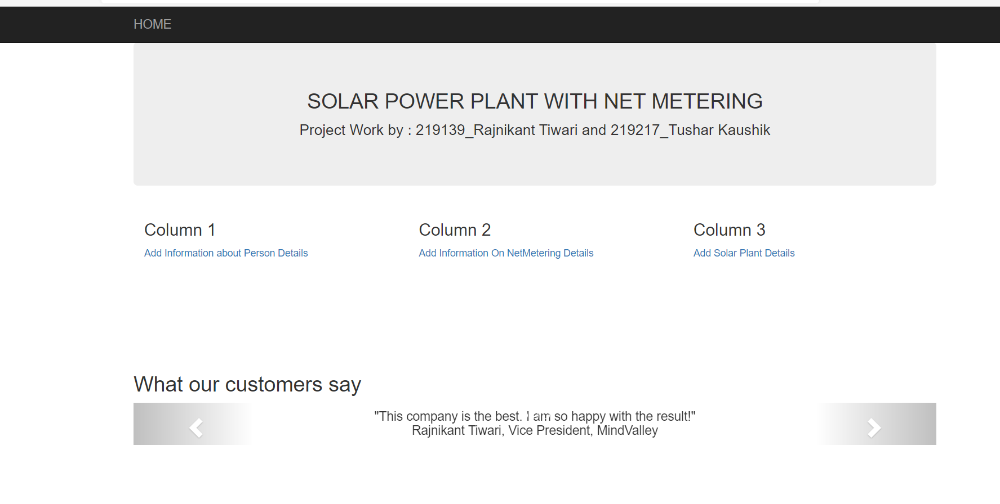 HOME
SOLAR POWER PLANT WITH NET METERING
Project Work by : 219139_Rajnikant Tiwari and 219217_Tushar Kaushik
Column 1
Column 2
Column 3
Add Information about Person Details
Add Information On NetMetering Details
Add Solar Plant Details
What our customers say
"This company is the best. I am so happy with the result!"
Rajnikant Tiwari, Vice President, MindValley